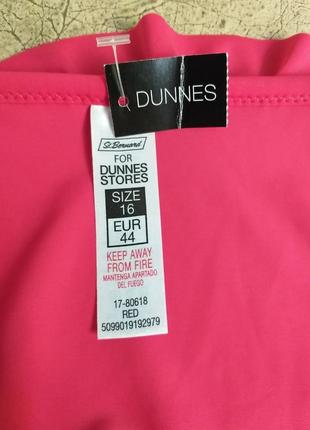 DUNNES
St. Bernard
FOR
DUNNES
STORES
SIZE
16
EUR
44
KEEP AWAY
FROM FIRE
MANTENGA APARTADO
DEL FUEGO
17-80618
RED
5099019192979